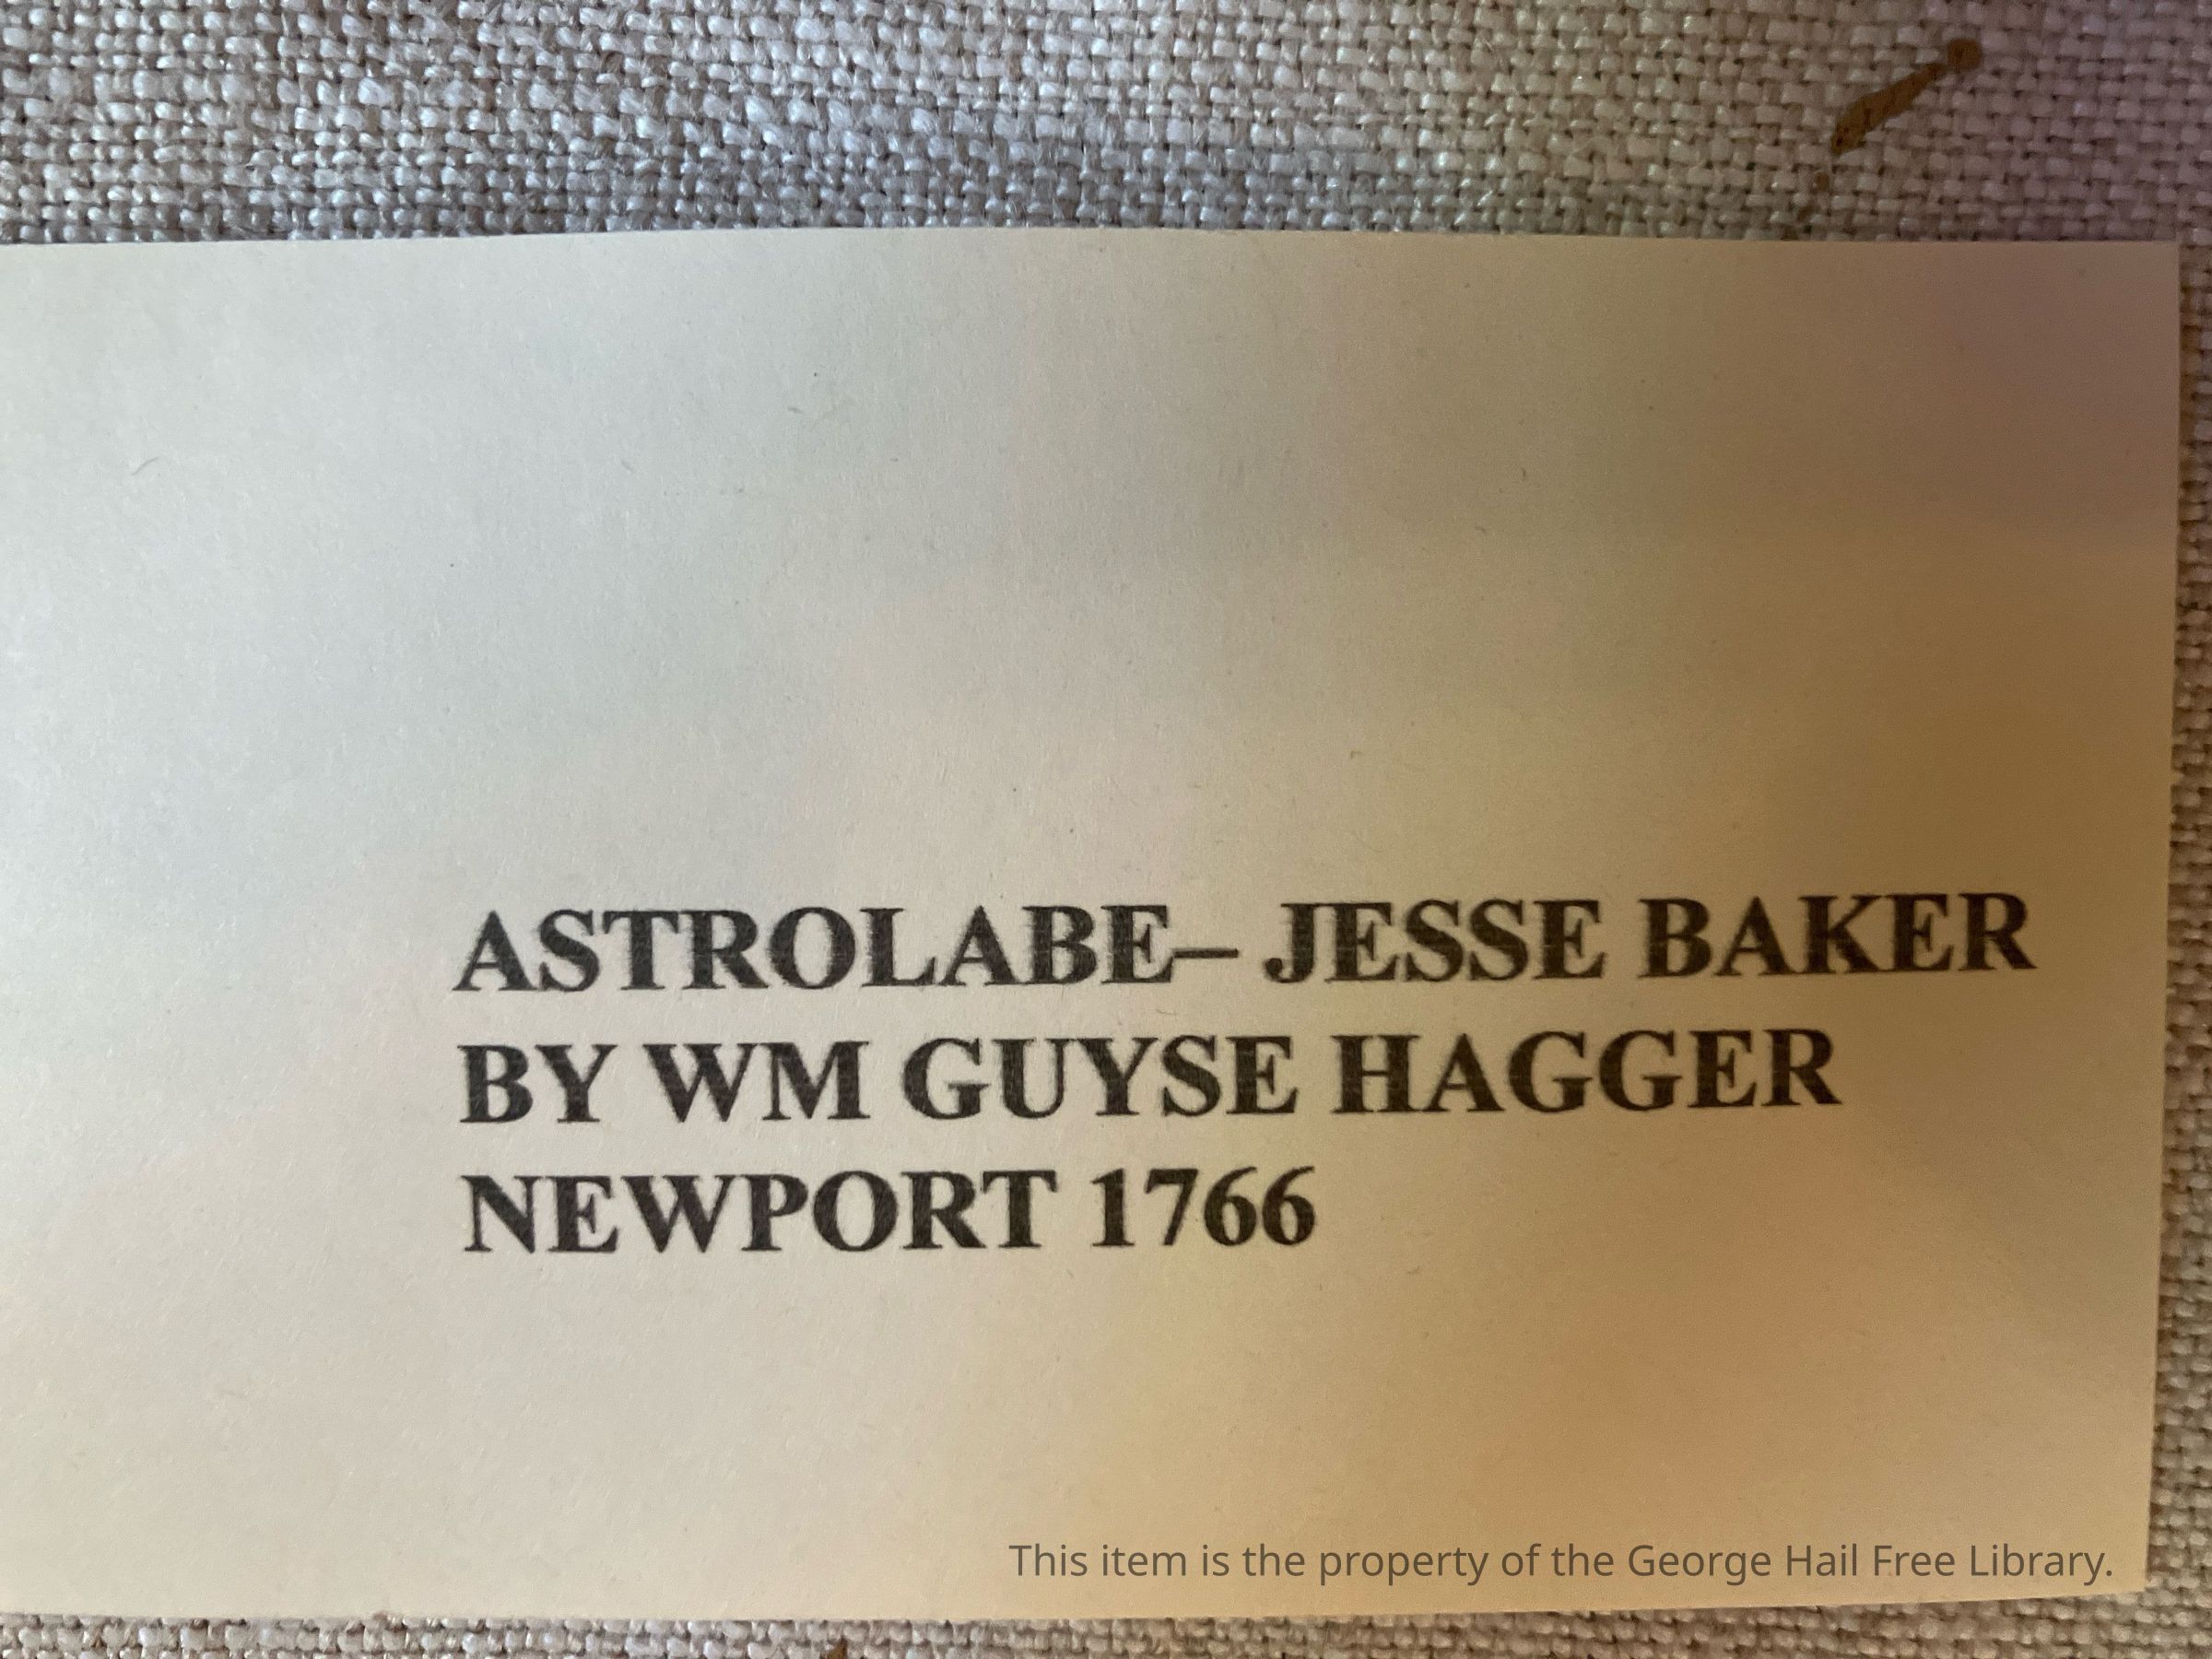 ASTROLABE– JESSE BAKER
BY WM GUYSE HAGGER
NEWPORT 1766
This item is the property of the George Hail Free Library.